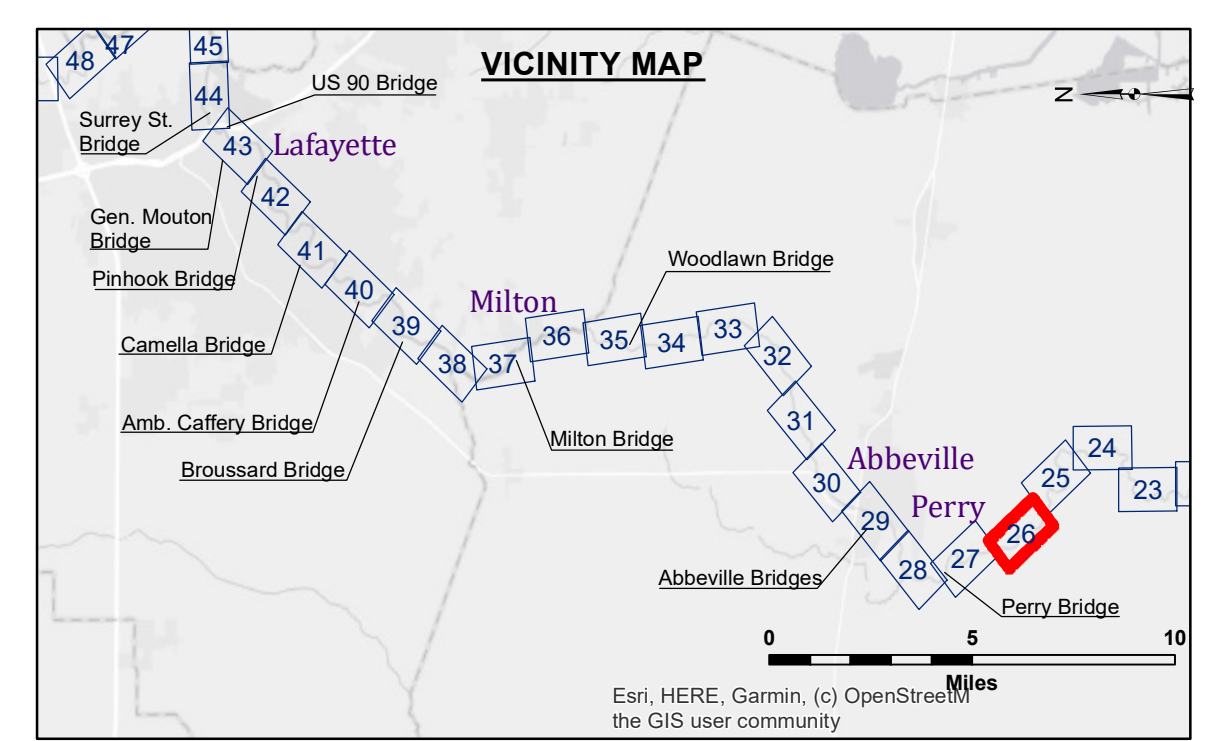 VICINITY MAP
47
48
45
44
US 90 Bridge
Surrey St.
Bridge
N
43
Lafayette
42
Gen. Mouton
Bridge
41
Pinhook Bridge
Woodlawn Bridge
40
Milton
39
36
35
34
33
Camella Bridge
38
37
32
Amb. Caffery Bridge
Milton Bridge
31
Broussard Bridge
Abbeville
24
30
25
23
Perry
29
26
28
27
Abbeville Bridges
Perry Bridge
0 5 10
Miles
Esri, HERE, Garmin, (c) OpenStreetM
the GIS user community